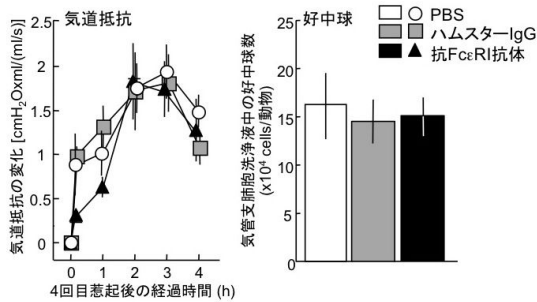 気道抵抗
気道抵抗の変化 [cmH2Oxml/(ml/s)]
2.5
2
1.5
1
0.5
0
0 1 2 3 4
4回目惹起後の経過時間 (h)
好中球
気管支肺胞洗浄液中の好中球数
(x10⁴ cells/動物)
25
20
15
10
5
0
PBS
ハムスターIgG
抗FcεRI抗体